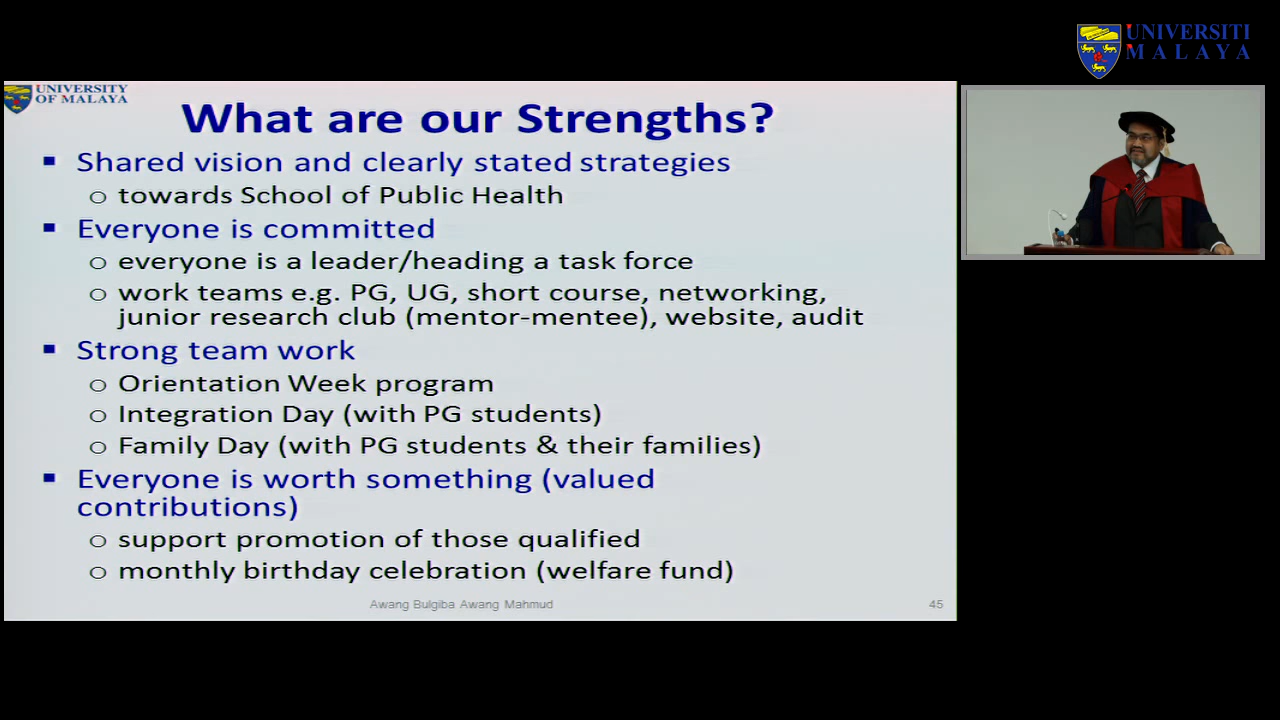 UNIVERSITI
MALAYA
UNIVERSITY
OF MALAYA
What are our Strengths?
▪ Shared vision and clearly stated strategies
o towards School of Public Health
▪ Everyone is committed
o everyone is a leader/heading a task force
o work teams e.g. PG, UG, short course, networking,
junior research club (mentor-mentee), website, audit
▪ Strong team work
o Orientation Week program
o Integration Day (with PG students)
o Family Day (with PG students & their families)
▪ Everyone is worth something (valued
contributions)
o support promotion of those qualified
o monthly birthday celebration (welfare fund)
Awang Bulgiba Awang Mahmud
45